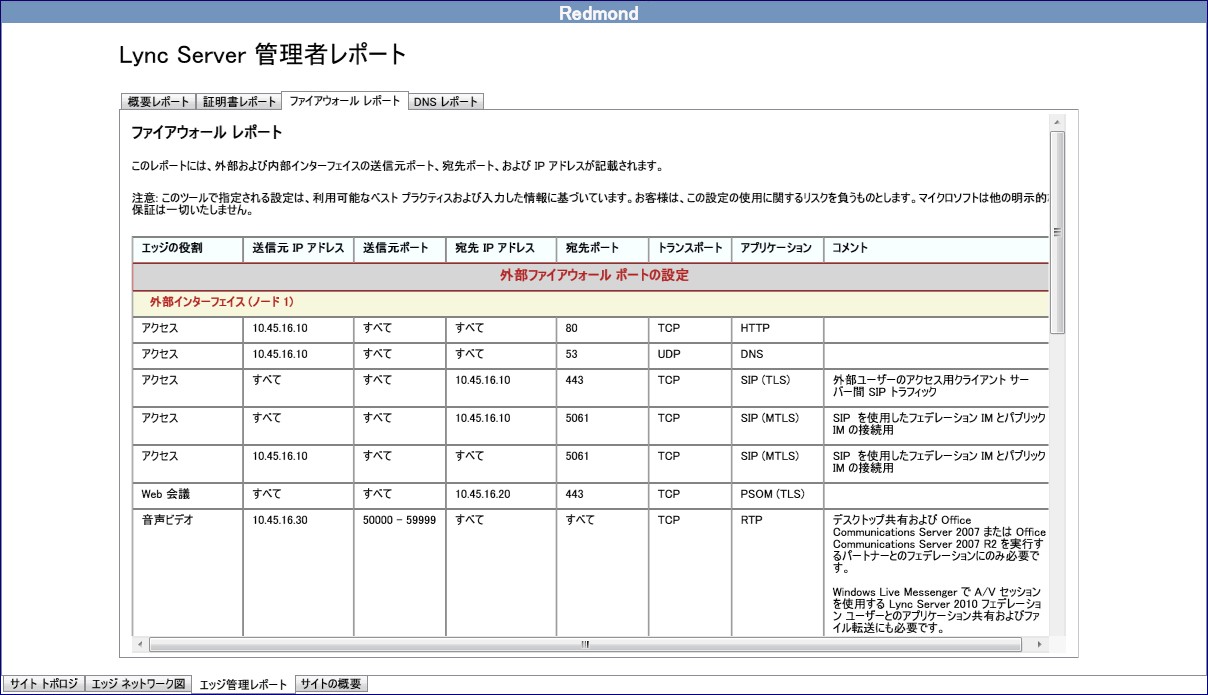 Redmond
Lync Server 管理者レポート
概要レポート 証明書レポート ファイアウォール レポート DNS レポート
ファイアウォール レポート
このレポートには、外部および内部インターフェイスの送信元ポート、宛先ポート、および IP アドレスが記載されます。
注意: このツールで指定される設定は、利用可能なベスト プラクティスおよび入力した情報に基づいています。お客様は、この設定の使用に関するリスクを負うものとします。マイクロソフトは他の明示的
保証は一切いたしません。
エッジの役割 送信元 IP アドレス 送信元ポート 宛先 IP アドレス 宛先ポート トランスポート アプリケーション コメント
外部ファイアウォール ポートの設定
外部インターフェイス (ノード 1)
アクセス 10.45.16.10 すべて すべて 80 TCP HTTP
アクセス 10.45.16.10 すべて すべて 53 UDP DNS
アクセス すべて すべて 10.45.16.10 443 TCP SIP (TLS) 外部ユーザーのアクセス用クライアント サー
バー間 SIP トラフィック
アクセス すべて すべて 10.45.16.10 5061 TCP SIP (MTLS) SIP を使用したフェデレーション IM とパブリック
IM の接続用
アクセス 10.45.16.10 すべて すべて 5061 TCP SIP (MTLS) SIP を使用したフェデレーション IM とパブリック
IM の接続用
Web 会議 すべて すべて 10.45.16.20 443 TCP PSOM (TLS)
音声ビデオ 10.45.16.30 50000 - 59999 すべて すべて TCP RTP デスクトップ共有および Office
Communications Server 2007 または Office
Communications Server 2007 R2 を実行す
るパートナーとのフェデレーションにのみ必要で
す。
Windows Live Messenger で A/V セッション
を使用する Lync Server 2010 フェデレーショ
ン ユーザーとのアプリケーション共有およびファ
イル転送にも必要です。
サイト トポロジ エッジ ネットワーク図 エッジ管理レポート サイトの概要